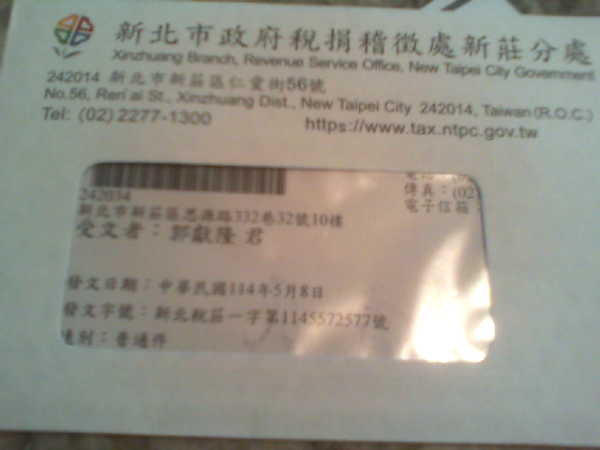 新北市政府稅捐稽徵處新莊分處
Xinzhuang Branch, Revenue Service Office, New Taipei City Government
242014 新北市新莊區仁愛街56號
No.56, Ren'ai St., Xinzhuang Dist., New Taipei City 242014, Taiwan(R.O.C.)
Tel: (02)2277-1300 https://www.tax.ntpc.gov.tw
242034
傳真：(02)
新北市新莊區思源路332巷32號10樓
電子信箱：
受文者：郭獻隆 君
發文日期：中華民國114年5月8日
發文字號：新北稅莊一字第1145572577號
速別：普通件